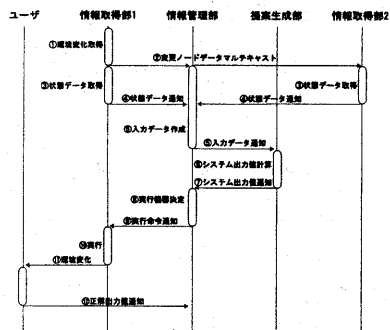 ユーザ 情報取得部1 情報管理部 提案生成部 情報取得部2
①環境変化取得
②変更ノードデータマルチキャスト
③状態データ取得 ③状態データ取得
④状態データ通知 ④状態データ通知
⑤入力データ作成
⑤入力データ通知
⑥システム出力値計算
⑦システム出力値通知
⑧実行機器決定
⑨実行命令通知
⑩実行
⑪環境変化
⑫正解出力値通知